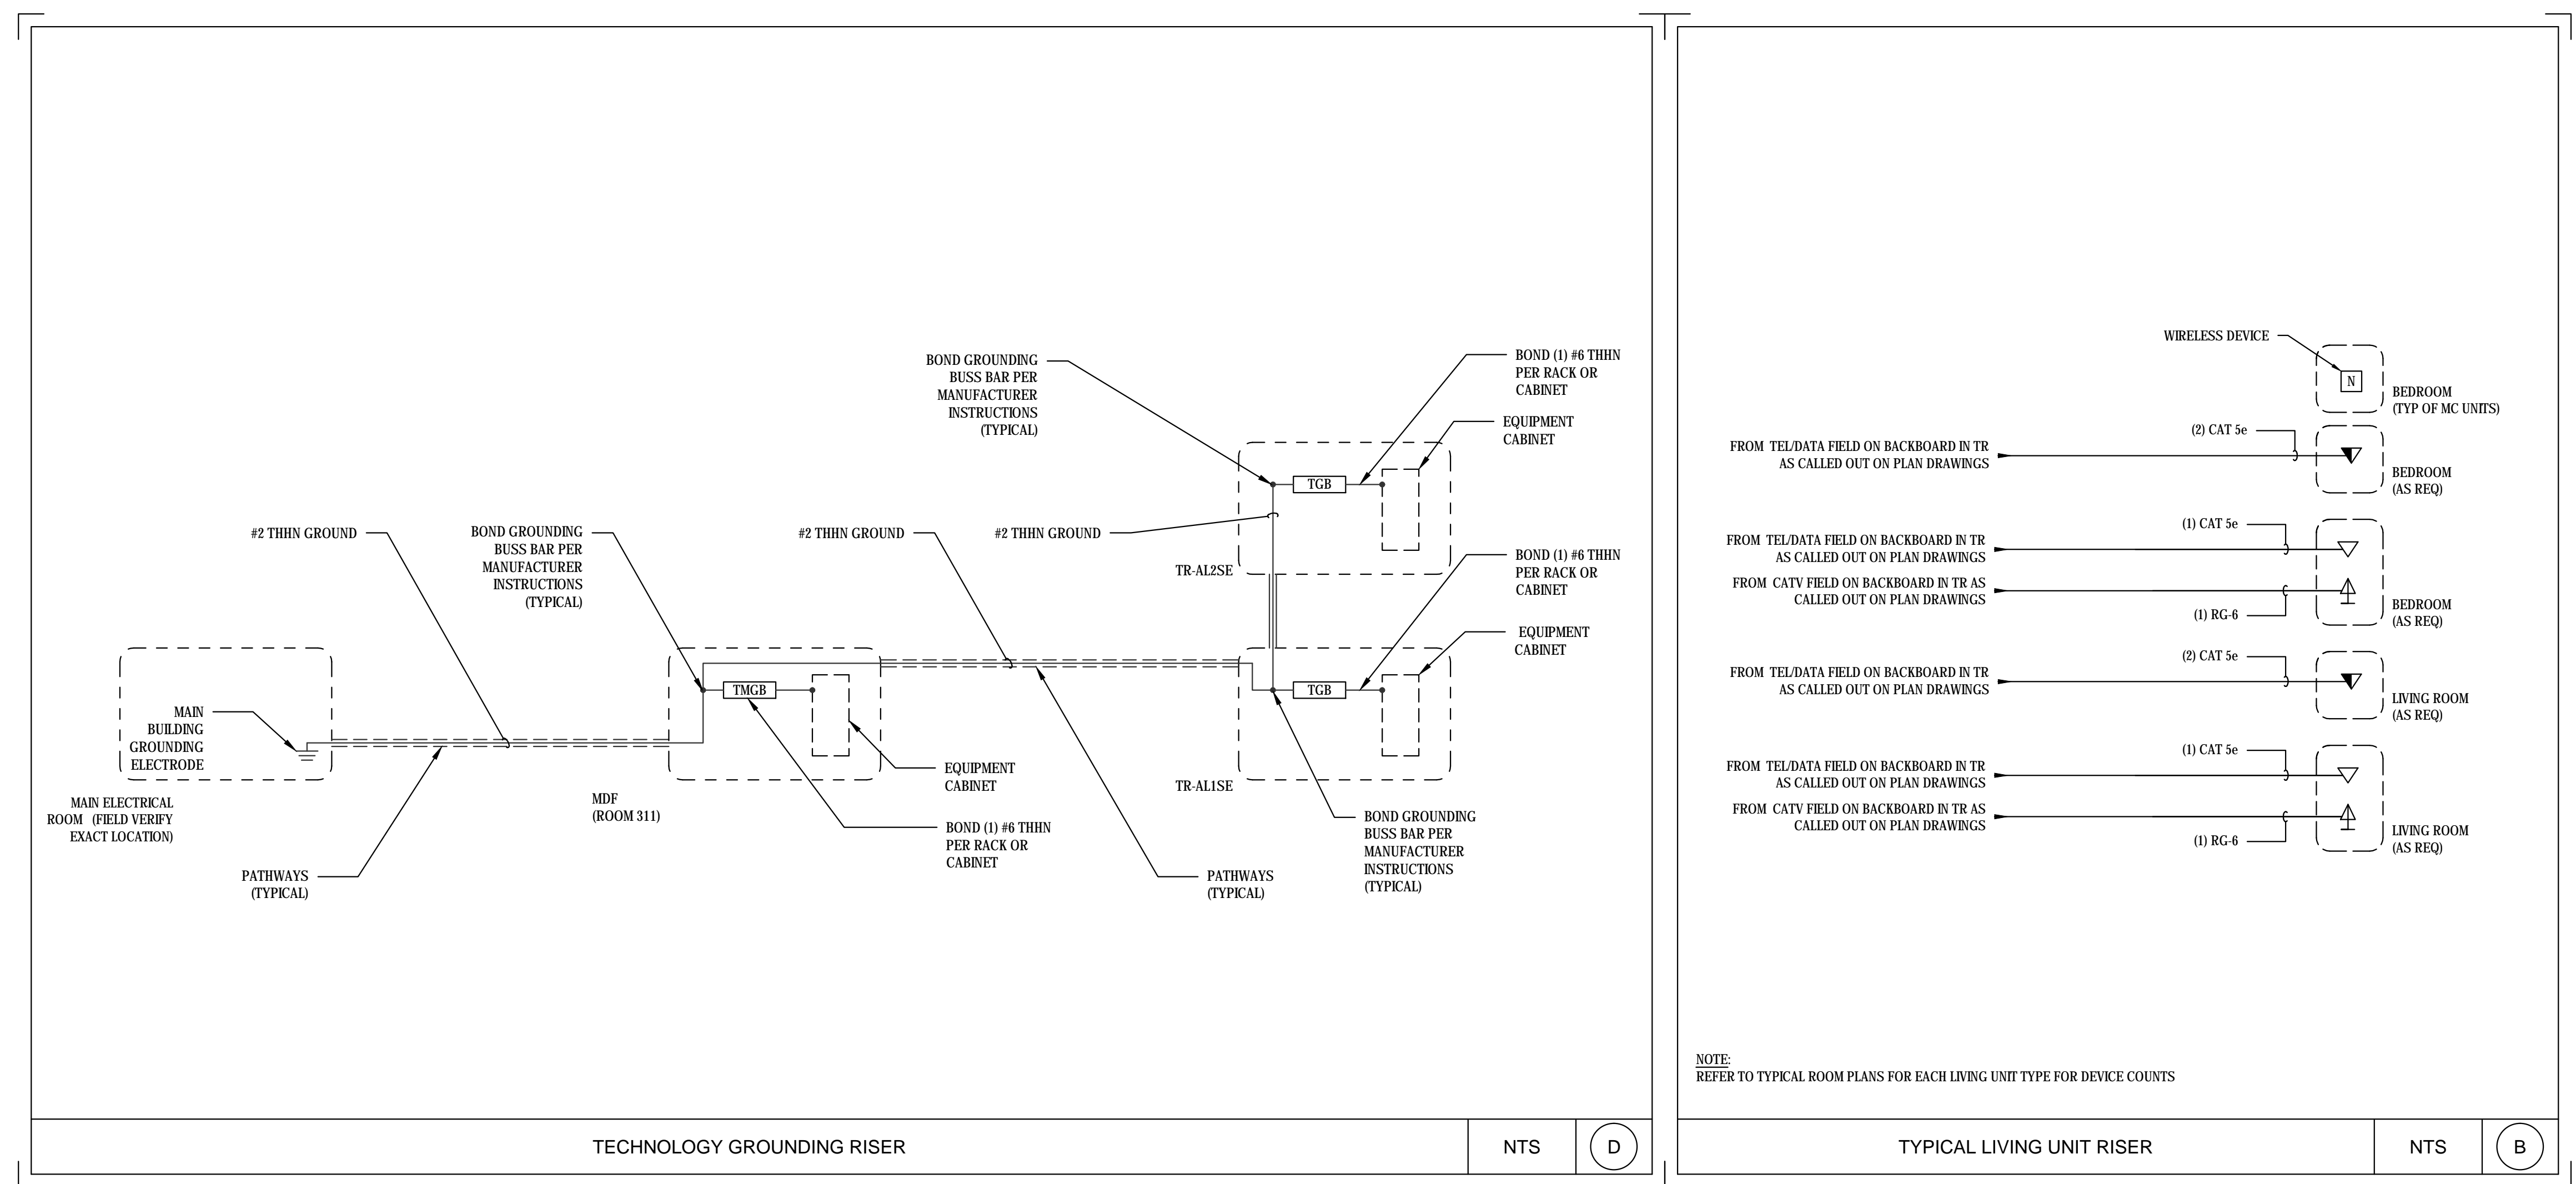 BOND GROUNDING
BUSS BAR PER
MANUFACTURER
INSTRUCTIONS
(TYPICAL)
BOND (1) #6 THHN
PER RACK OR
CABINET
EQUIPMENT
CABINET
TGB
#2 THHN GROUND
BOND GROUNDING
BUSS BAR PER
MANUFACTURER
INSTRUCTIONS
(TYPICAL)
#2 THHN GROUND
#2 THHN GROUND
TR-AL2SE
BOND (1) #6 THHN
PER RACK OR
CABINET
EQUIPMENT
CABINET
MAIN
BUILDING
GROUNDING
ELECTRODE
TMGB
TGB
MAIN ELECTRICAL
ROOM (FIELD VERIFY
EXACT LOCATION)
MDF
(ROOM 311)
EQUIPMENT
CABINET
TR-AL1SE
BOND (1) #6 THHN
PER RACK OR
CABINET
BOND GROUNDING
BUSS BAR PER
MANUFACTURER
INSTRUCTIONS
(TYPICAL)
PATHWAYS
(TYPICAL)
PATHWAYS
(TYPICAL)
TECHNOLOGY GROUNDING RISER
NTS
D
WIRELESS DEVICE
N
BEDROOM
(TYP OF MC UNITS)
(2) CAT 5e
FROM TEL/DATA FIELD ON BACKBOARD IN TR
AS CALLED OUT ON PLAN DRAWINGS
BEDROOM
(AS REQ)
(1) CAT 5e
FROM TEL/DATA FIELD ON BACKBOARD IN TR
AS CALLED OUT ON PLAN DRAWINGS
FROM CATV FIELD ON BACKBOARD IN TR AS
CALLED OUT ON PLAN DRAWINGS
(1) RG-6
BEDROOM
(AS REQ)
(2) CAT 5e
FROM TEL/DATA FIELD ON BACKBOARD IN TR
AS CALLED OUT ON PLAN DRAWINGS
LIVING ROOM
(AS REQ)
(1) CAT 5e
FROM TEL/DATA FIELD ON BACKBOARD IN TR
AS CALLED OUT ON PLAN DRAWINGS
FROM CATV FIELD ON BACKBOARD IN TR AS
CALLED OUT ON PLAN DRAWINGS
(1) RG-6
LIVING ROOM
(AS REQ)
NOTE:
REFER TO TYPICAL ROOM PLANS FOR EACH LIVING UNIT TYPE FOR DEVICE COUNTS
TYPICAL LIVING UNIT RISER
NTS
B